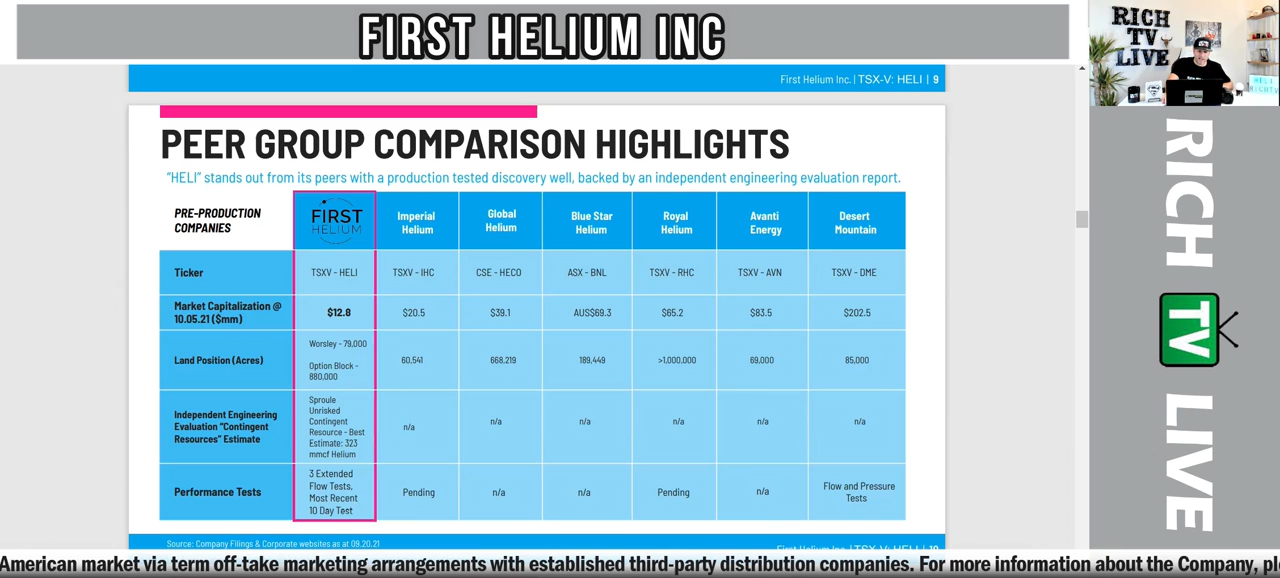 FIRST HELIUM INC
RICH
TV
LIVE
First Helium Inc. | TSX-V: HELI | 9
PEER GROUP COMPARISON HIGHLIGHTS
"HELI" stands out from its peers with a production tested discovery well, backed by an independent engineering evaluation report.
PRE-PRODUCTION
COMPANIES
FIRST
HELIUM
Imperial
Helium
Global
Helium
Blue Star
Helium
Royal
Helium
Avanti
Energy
Desert
Mountain
Ticker
TSXV - HELI
TSXV - IHC
CSE - HECO
ASX - BNL
TSXV - RHC
TSXV - AVN
TSXV - DME
Market Capitalization @
10.05.21 ($mm)
$12.8
$20.5
$39.1
AUS$69.3
$65.2
$83.5
$202.5
Land Position (Acres)
Worsley - 79,000
Option Block -
880,000
60,541
668,219
189,449
>1,000,000
69,000
85,000
Independent Engineering
Evaluation "Contingent
Resources" Estimate
Sproule
Unrisked
Contingent
Resource - Best
Estimate: 323
mmcf Helium
n/a
n/a
n/a
n/a
n/a
n/a
Performance Tests
3 Extended
Flow Tests,
Most Recent
10 Day Test
Pending
n/a
n/a
Pending
n/a
Flow and Pressure
Tests
Source: Company Filings & Corporate websites as at 09.20.21
First Helium Inc. | TSX-V: HELI | 10
RICH
TV
LIVE
American market via term off-take marketing arrangements with established third-party distribution companies. For more information about the Company, pl